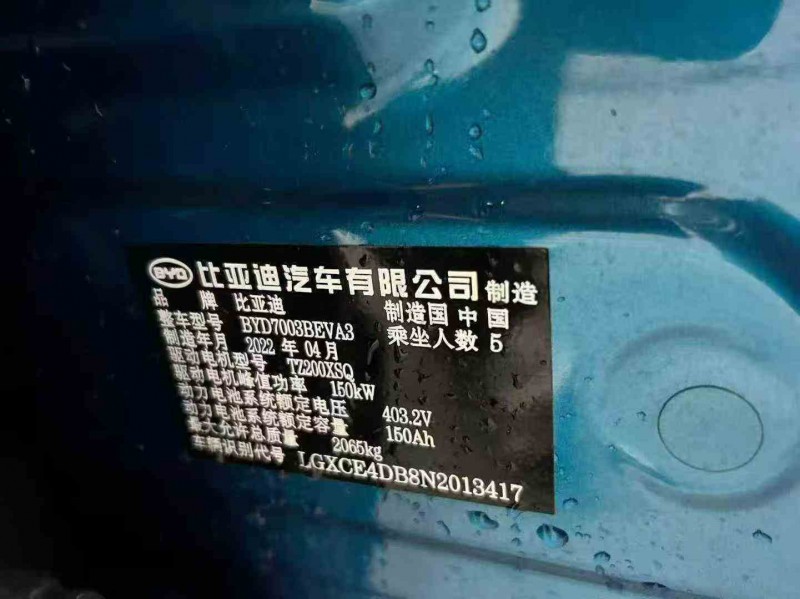 BYD 比亚迪汽车有限公司 制造
品牌 比亚迪 制造国 中国
整车型号 BYD7003BEVA3 乘坐人数 5
制造年月 2022 年 04 月
驱动电机型号 TZ200XSQ
驱动电机峰值功率 150kW
动力电池系统额定电压 403.2V
动力电池系统额定容量 150Ah
最大允许总质量 2065kg
车辆识别代号 LGXCE4DB8N2013417